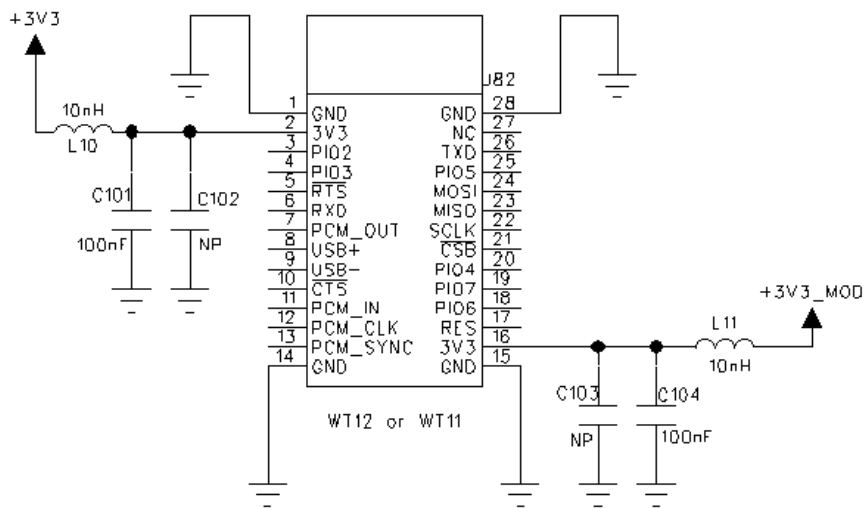 +3V3
10nH
L10
C101
100nF
C102
NP
J82
1 GND
2 3V3
3 PIO2
4 PIO3
5 RTS
6 RXD
7 PCM_OUT
8 USB+
9 USB-
10 CTS
11 PCM_IN
12 PCM_CLK
13 PCM_SYNC
14 GND
GND 28
NC 27
TXD 26
PIO5 25
MOSI 24
MISO 23
SCLK 22
CSB 21
PIO4 20
PIO7 19
PIO6 18
RES 17
3V3 16
GND 15
WT12 or WT11
+3V3_MOD
L11
10nH
C103
NP
C104
100nF